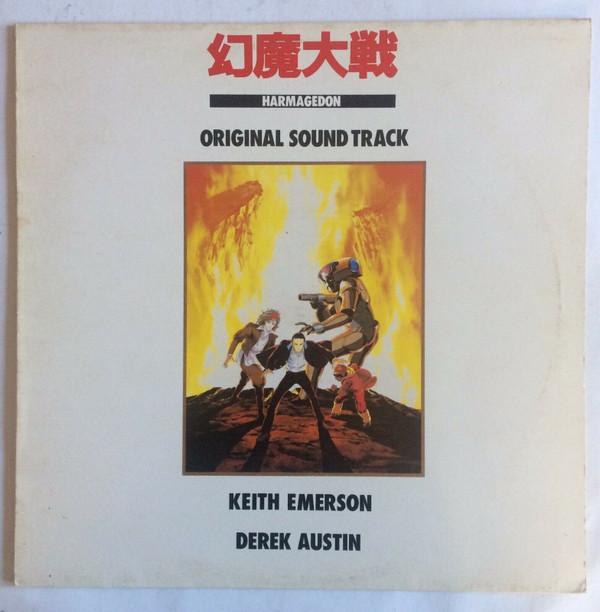 幻魔大戦
HARMAGEDON
ORIGINAL SOUND TRACK
KEITH EMERSON
DEREK AUSTIN